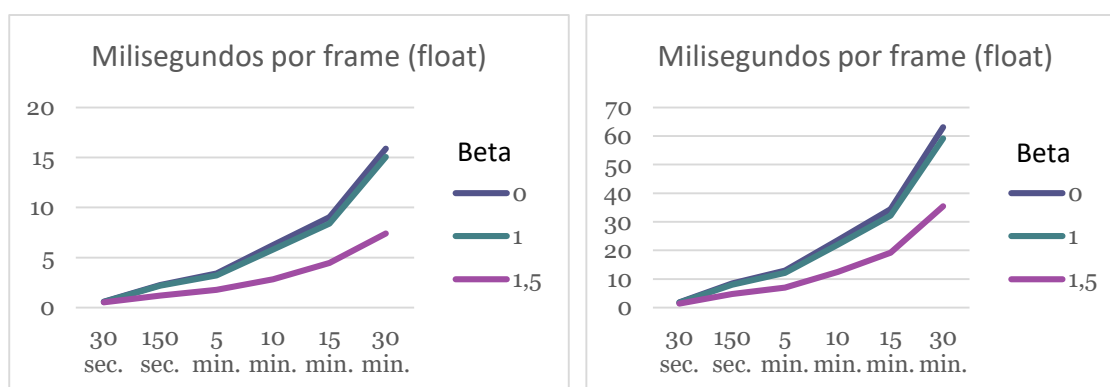 Milisegundos por frame (float)
20
15
10
5
0
30 sec.
150 sec.
5 min.
10 min.
15 min.
30 min.
Beta
0
1
1,5
Milisegundos por frame (float)
70
60
50
40
30
20
10
0
30 sec.
150 sec.
5 min.
10 min.
15 min.
30 min.
Beta
0
1
1,5